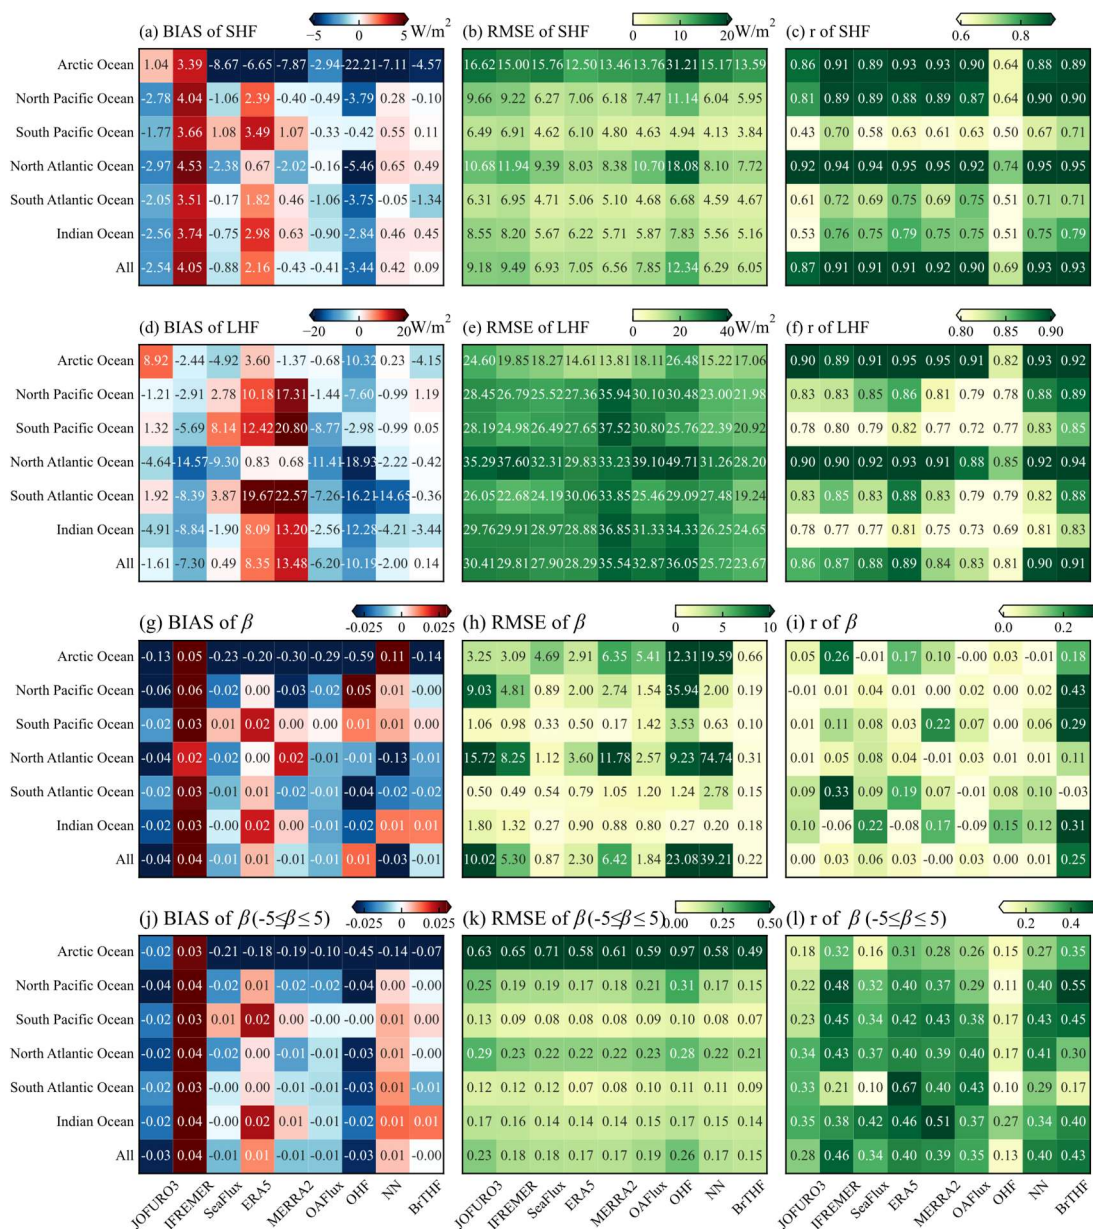 (a) BIAS of SHF −5 0 5 W/m²
(b) RMSE of SHF 0 10 20 W/m²
(c) r of SHF 0.6 0.8
Arctic Ocean 1.04 3.39 -8.67 -6.65 -7.87 -2.94 -22.21 -7.11 -4.57 16.62 15.00 15.76 12.50 13.46 13.76 31.21 15.17 13.59 0.86 0.91 0.89 0.93 0.93 0.90 0.64 0.88 0.89
North Pacific Ocean -2.78 4.04 -1.06 2.39 -0.40 -0.49 -3.79 0.28 -0.10 9.66 9.22 6.27 7.06 6.18 7.47 11.14 6.04 5.95 0.81 0.89 0.89 0.88 0.89 0.87 0.64 0.90 0.90
South Pacific Ocean -1.77 3.66 1.08 3.49 1.07 -0.33 -0.42 0.55 0.11 6.49 6.91 4.62 6.10 4.80 4.63 4.94 4.13 3.84 0.43 0.70 0.58 0.63 0.61 0.63 0.50 0.67 0.71
North Atlantic Ocean -2.97 4.53 -2.38 0.67 -2.02 -0.16 -5.46 0.65 0.49 10.68 11.94 9.39 8.03 8.38 10.70 18.08 8.10 7.72 0.92 0.94 0.94 0.95 0.95 0.92 0.74 0.95 0.95
South Atlantic Ocean -2.05 3.51 -0.17 1.82 0.46 -1.06 -3.75 -0.05 -1.34 6.31 6.95 4.71 5.06 5.10 4.68 6.68 4.59 4.67 0.61 0.72 0.69 0.75 0.69 0.75 0.51 0.71 0.71
Indian Ocean -2.56 3.74 -0.75 2.98 0.63 -0.90 -2.84 0.46 0.45 8.55 8.20 5.67 6.22 5.71 5.87 7.83 5.56 5.16 0.53 0.76 0.75 0.79 0.75 0.75 0.51 0.75 0.79
All -2.54 4.05 -0.88 2.16 -0.43 -0.41 -3.44 0.42 0.09 9.18 9.49 6.93 7.05 6.56 7.85 12.34 6.29 6.05 0.87 0.91 0.91 0.91 0.92 0.90 0.69 0.93 0.93
(d) BIAS of LHF −20 0 20 W/m²
(e) RMSE of LHF 0 20 40 W/m²
(f) r of LHF 0.80 0.85 0.90
Arctic Ocean 8.92 -2.44 -4.92 3.60 -1.37 -0.68 -10.32 0.23 -4.15 24.60 19.85 18.27 14.61 13.81 18.11 26.48 15.22 17.06 0.90 0.89 0.91 0.95 0.95 0.91 0.82 0.93 0.92
North Pacific Ocean -1.21 -2.91 2.78 10.18 17.31 -1.44 -7.60 -0.99 1.19 28.45 26.79 25.52 27.36 35.94 30.10 30.48 23.00 21.98 0.83 0.83 0.85 0.86 0.81 0.79 0.78 0.88 0.89
South Pacific Ocean 1.32 -5.69 8.14 12.42 20.80 -8.77 -2.98 -0.99 0.05 28.19 24.98 26.49 27.65 37.52 30.80 25.76 22.39 20.92 0.78 0.80 0.79 0.82 0.77 0.72 0.77 0.83 0.85
North Atlantic Ocean -4.64 -14.57 -9.30 0.83 0.68 -11.41 -18.93 -2.22 -0.42 35.29 37.60 32.31 29.83 33.23 39.10 49.71 31.26 28.20 0.90 0.90 0.92 0.93 0.91 0.88 0.85 0.92 0.94
South Atlantic Ocean 1.92 -8.39 3.87 19.67 22.57 -7.26 -16.21 -14.65 -0.36 26.05 22.68 24.19 30.06 33.85 25.46 29.09 27.48 19.24 0.83 0.85 0.83 0.88 0.83 0.79 0.79 0.82 0.88
Indian Ocean -4.91 -8.84 -1.90 8.09 13.20 -2.56 -12.28 -4.21 -3.44 29.76 29.91 28.97 28.88 36.85 31.33 34.33 26.25 24.65 0.78 0.77 0.77 0.81 0.75 0.73 0.69 0.81 0.83
All -1.61 -7.30 0.49 8.35 13.48 -6.20 -10.19 -2.00 0.14 30.41 29.81 27.90 28.29 35.54 32.87 36.05 25.72 23.67 0.86 0.87 0.88 0.89 0.84 0.83 0.81 0.90 0.91
(g) BIAS of β -0.025 0 0.025
(h) RMSE of β 0 5 10
(i) r of β 0.0 0.2
Arctic Ocean -0.13 0.05 -0.23 -0.20 -0.30 -0.29 -0.59 0.11 -0.14 3.25 3.09 4.69 2.91 6.35 5.41 12.31 19.59 0.66 0.05 0.26 -0.01 0.17 0.10 -0.00 0.03 -0.01 0.18
North Pacific Ocean -0.06 0.06 -0.02 0.00 -0.03 -0.02 0.05 0.01 -0.00 9.03 4.81 0.89 2.00 2.74 1.54 35.94 2.00 0.19 -0.01 0.01 0.04 0.01 0.00 0.02 0.00 0.02 0.43
South Pacific Ocean -0.02 0.03 0.01 0.02 0.00 0.00 0.01 0.01 0.00 1.06 0.98 0.33 0.50 0.17 1.42 3.53 0.63 0.10 0.01 0.11 0.08 0.03 0.22 0.07 0.00 0.06 0.29
North Atlantic Ocean -0.04 0.02 -0.02 0.00 0.02 -0.01 -0.01 -0.13 -0.01 15.72 8.25 1.12 3.60 11.78 2.57 9.23 74.74 0.31 0.01 0.05 0.08 0.04 -0.01 0.03 0.01 0.01 0.11
South Atlantic Ocean -0.02 0.03 -0.01 0.01 -0.02 -0.01 -0.04 -0.02 -0.02 0.50 0.49 0.54 0.79 1.05 1.20 1.24 2.78 0.15 0.09 0.33 0.09 0.19 0.07 -0.01 0.08 0.10 -0.03
Indian Ocean -0.02 0.03 -0.00 0.02 0.00 -0.01 -0.02 0.01 0.01 1.80 1.32 0.27 0.90 0.88 0.80 0.27 0.20 0.18 0.10 -0.06 0.22 -0.08 0.17 -0.09 0.15 0.12 0.31
All -0.04 0.04 -0.01 0.01 -0.01 -0.01 0.01 -0.03 -0.01 10.02 5.30 0.87 2.30 6.42 1.84 23.08 39.21 0.22 0.00 0.03 0.06 0.03 -0.00 0.03 0.00 0.01 0.25
(j) BIAS of β (-5≤β≤5) -0.025 0 0.025
(k) RMSE of β (-5≤β≤5) 0.00 0.25 0.50
(l) r of β (-5≤β≤5) 0.2 0.4
Arctic Ocean -0.02 0.03 -0.21 -0.18 -0.19 -0.10 -0.45 -0.14 -0.07 0.63 0.65 0.71 0.58 0.61 0.59 0.97 0.58 0.49 0.18 0.32 0.16 0.31 0.28 0.26 0.15 0.27 0.35
North Pacific Ocean -0.04 0.04 -0.02 0.01 -0.02 -0.02 -0.04 0.00 -0.00 0.25 0.19 0.19 0.17 0.18 0.21 0.31 0.17 0.15 0.22 0.48 0.32 0.40 0.37 0.29 0.11 0.40 0.55
South Pacific Ocean -0.02 0.03 0.01 0.02 0.00 -0.00 -0.00 0.01 0.00 0.13 0.09 0.08 0.08 0.08 0.09 0.10 0.08 0.07 0.23 0.45 0.34 0.42 0.43 0.38 0.17 0.43 0.45
North Atlantic Ocean -0.02 0.04 -0.02 0.00 -0.01 -0.01 -0.03 0.01 -0.00 0.29 0.23 0.22 0.22 0.22 0.23 0.28 0.22 0.21 0.34 0.43 0.37 0.40 0.39 0.40 0.17 0.41 0.30
South Atlantic Ocean -0.02 0.03 -0.00 0.00 -0.01 -0.01 -0.03 0.01 -0.01 0.12 0.12 0.12 0.07 0.08 0.10 0.11 0.11 0.09 0.33 0.21 0.10 0.67 0.40 0.43 0.10 0.29 0.17
Indian Ocean -0.02 0.04 -0.00 0.02 0.01 -0.01 -0.02 0.01 0.01 0.17 0.16 0.14 0.14 0.14 0.15 0.17 0.15 0.14 0.35 0.38 0.42 0.46 0.51 0.37 0.27 0.34 0.40
All -0.03 0.04 -0.01 0.01 -0.01 -0.01 -0.03 0.01 -0.00 0.23 0.18 0.18 0.17 0.17 0.19 0.26 0.17 0.15 0.28 0.46 0.34 0.40 0.39 0.34 0.13 0.40 0.43
JOFURO3 IFREMER SeaFlux ERA5 MERRA2 OAFlux OHF NN BrTHF JOFURO3 IFREMER SeaFlux ERA5 MERRA2 OAFlux OHF NN BrTHF JOFURO3 IFREMER SeaFlux ERA5 MERRA2 OAFlux OHF NN BrTHF